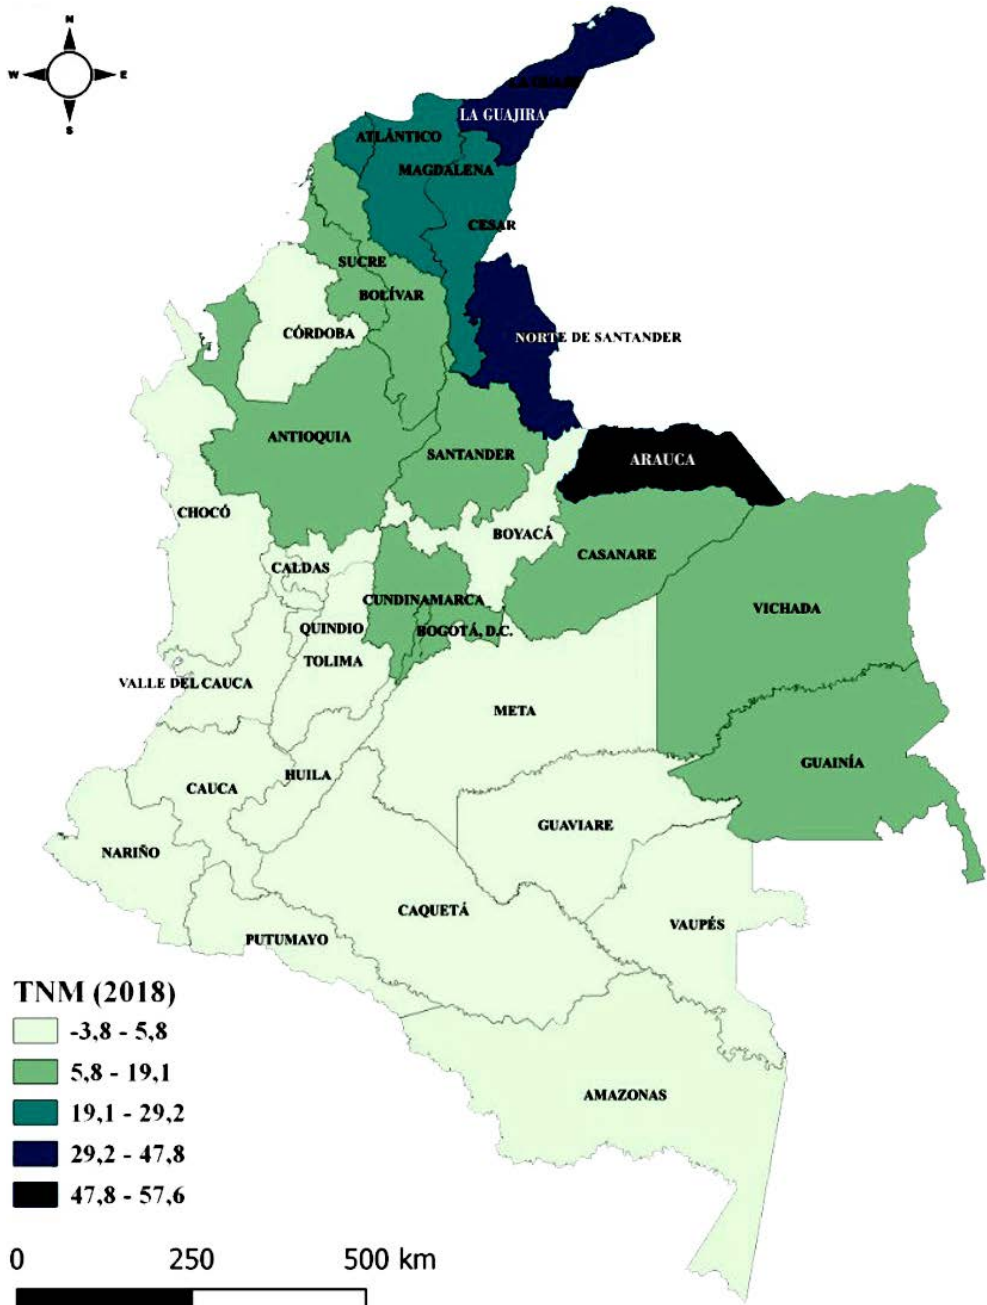 N
W E
S
LA GUAJIRA
ATLÁNTICO
MAGDALENA
CESAR
SUCRE
BOLÍVAR
CÓRDOBA
NORTE DE SANTANDER
ANTIOQUIA
SANTANDER
ARAUCA
CHOCÓ
BOYACÁ
CASANARE
CALDAS
CUNDINAMARCA
VICHADA
QUINDIO
BOGOTÁ, D.C.
TOLIMA
VALLE DEL CAUCA
META
GUAINÍA
HUILA
CAUCA
GUAVIARE
NARIÑO
CAQUETÁ
VAUPÉS
PUTUMAYO
AMAZONAS
TNM (2018)
-3,8 - 5,8
5,8 - 19,1
19,1 - 29,2
29,2 - 47,8
47,8 - 57,6
0 250 500 km